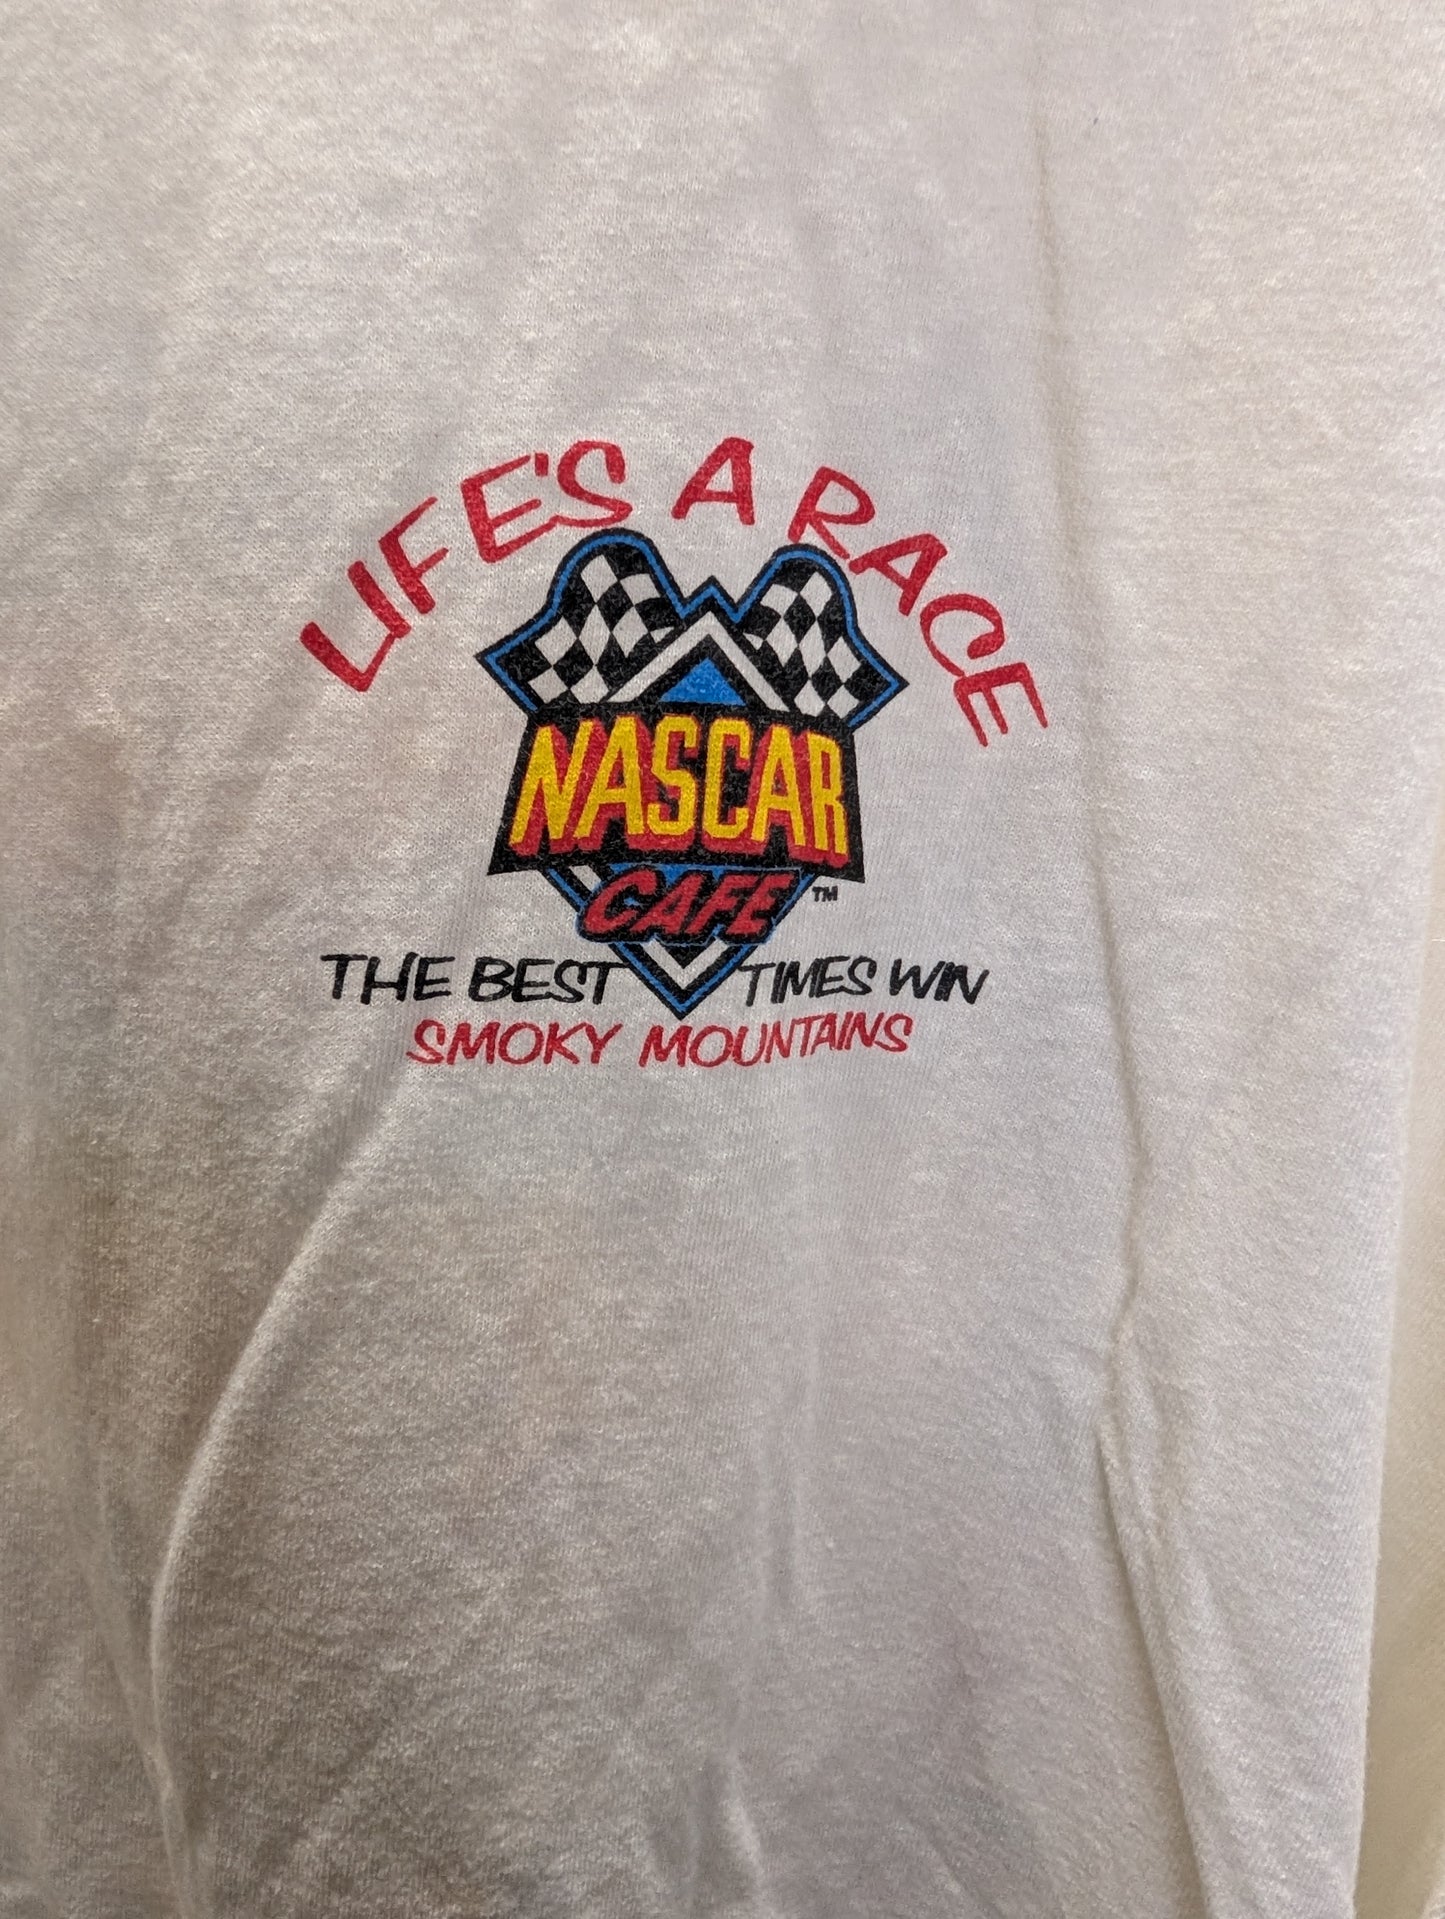 LIFE'S A RACE
NASCAR
CAFE ™
THE BEST TIMES WIN
SMOKY MOUNTAINS